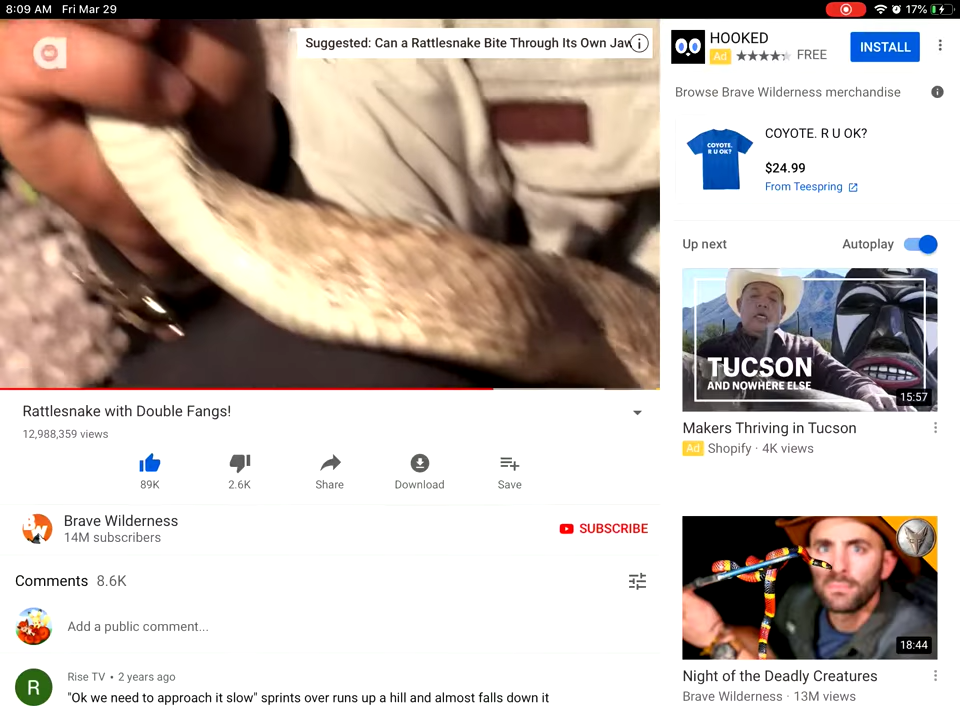 8:09 AM Fri Mar 29
17%
a
Suggested: Can a Rattlesnake Bite Through Its Own Jaw
HOOKED
Ad FREE
INSTALL
Browse Brave Wilderness merchandise
COYOTE.
R U OK?
COYOTE. R U OK?
$24.99
From Teespring
Up next
Autoplay
TUCSON
AND NOWHERE ELSE
15:57
Makers Thriving in Tucson
Ad Shopify · 4K views
Rattlesnake with Double Fangs!
12,988,359 views
89K
2.6K
Share
Download
Save
BW
Brave Wilderness
14M subscribers
SUBSCRIBE
Comments 8.6K
Add a public comment...
R
Rise TV • 2 years ago
"Ok we need to approach it slow" sprints over runs up a hill and almost falls down it
18:44
Night of the Deadly Creatures
Brave Wilderness · 13M views